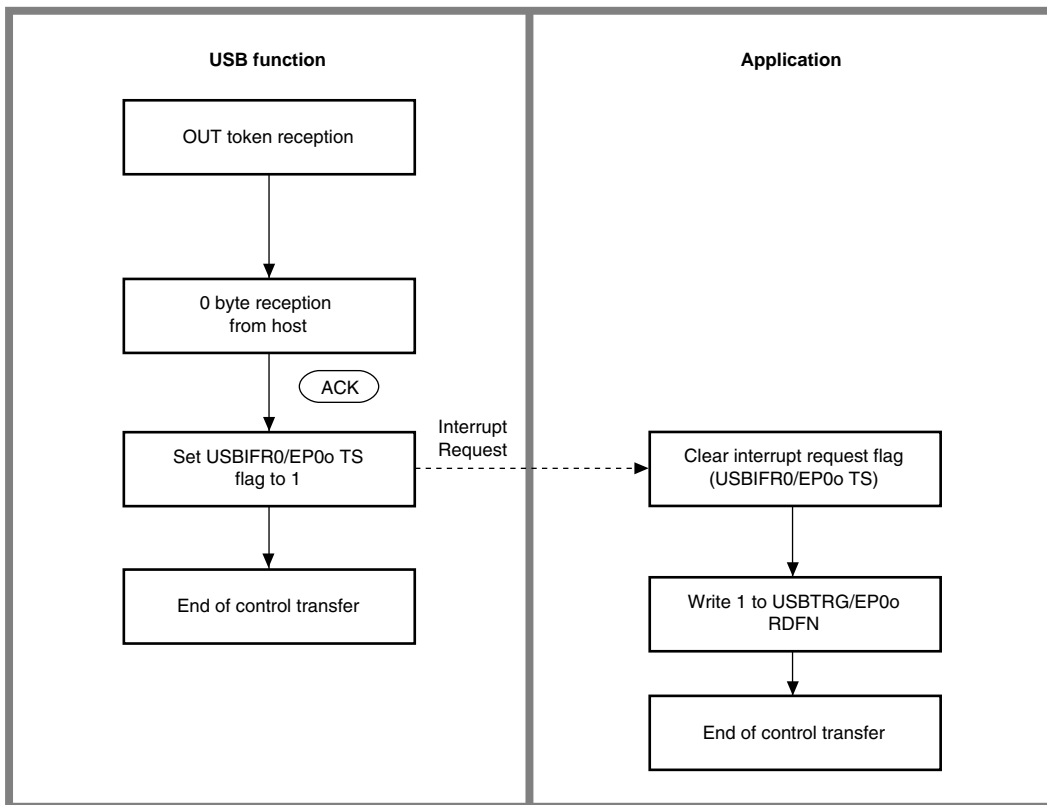 USB function
Application
OUT token reception
0 byte reception
from host
ACK
Set USBIFR0/EP0o TS
flag to 1
Interrupt
Request
Clear interrupt request flag
(USBIFR0/EP0o TS)
End of control transfer
Write 1 to USBTRG/EP0o
RDFN
End of control transfer